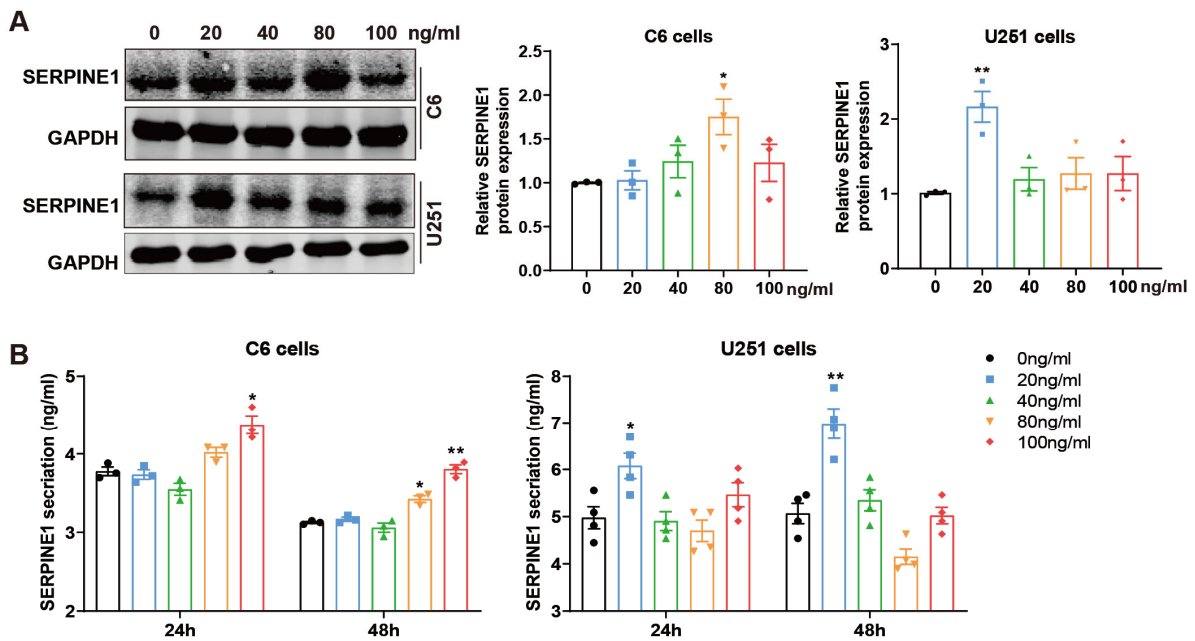 A
0 20 40 80 100 ng/ml
SERPINE1
GAPDH
C6
SERPINE1
GAPDH
U251
C6 cells
Relative SERPINE1
protein expression
2.5
2.0
1.5
1.0
0.5
0.0
*
0 20 40 80 100 ng/ml
U251 cells
Relative SERPINE1
protein expression
3
2
1
0
**
0 20 40 80 100 ng/ml
B
C6 cells
SERPINE1 secriation (ng/ml)
5
4
3
2
*
*
**
24h 48h
U251 cells
SERPINE1 secriation (ng/ml)
8
7
6
5
4
3
*
**
24h 48h
0ng/ml
20ng/ml
40ng/ml
80ng/ml
100ng/ml